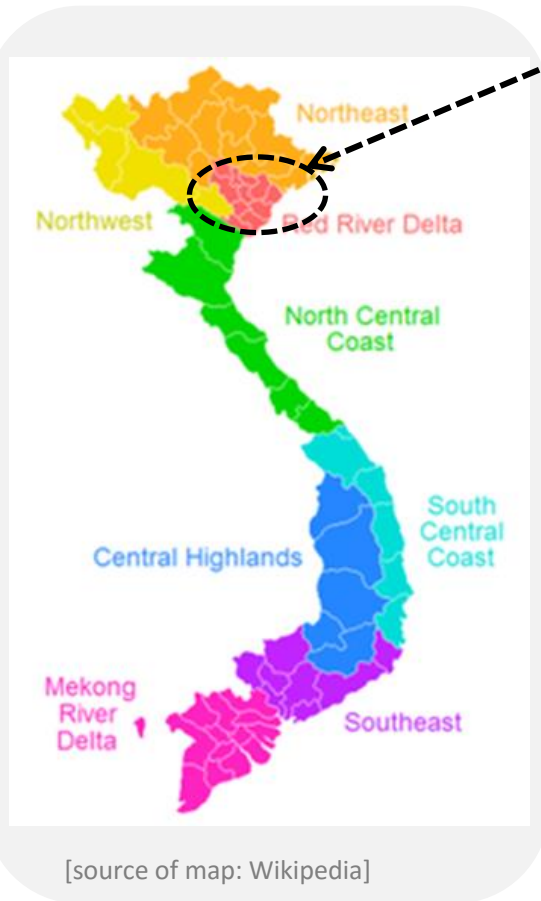 Northeast
Northwest
Red River Delta
North Central
Coast
South
Central
Coast
Central Highlands
Mekong
River
Delta
Southeast
[source of map: Wikipedia]